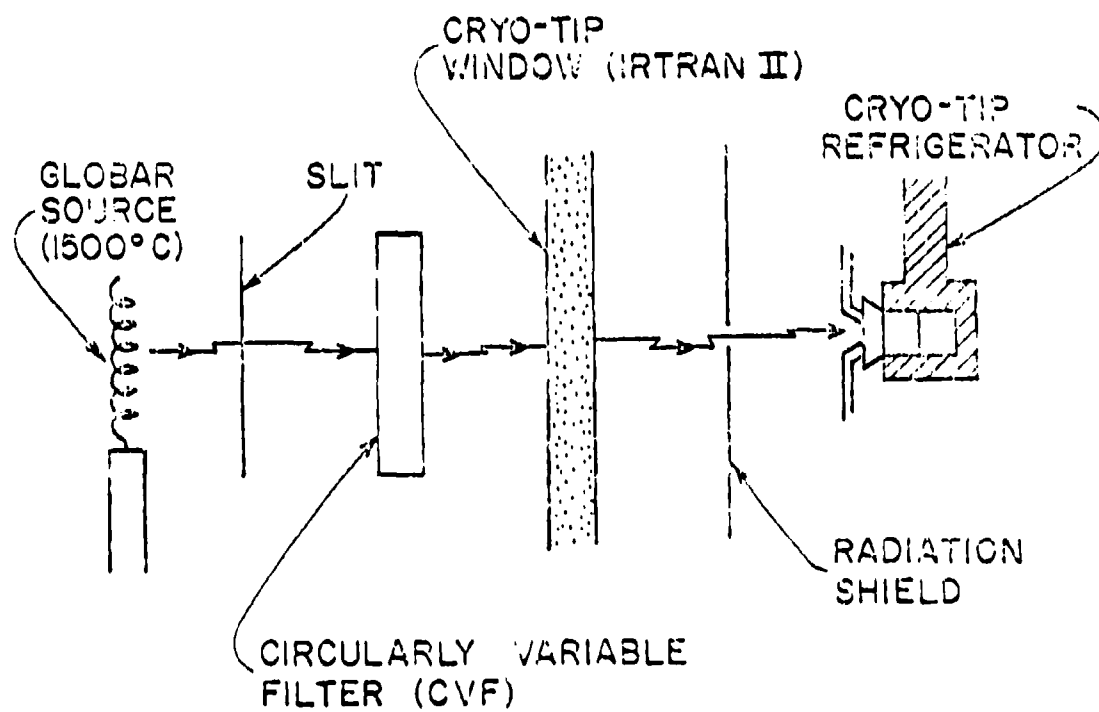 CRYO-TIP
WINDOW (IRTRAN II)
CRYO-TIP
REFRIGERATOR
GLOBAR
SOURCE
(1500°C)
SLIT
RADIATION
SHIELD
CIRCULARLY VARIABLE
FILTER (CVF)